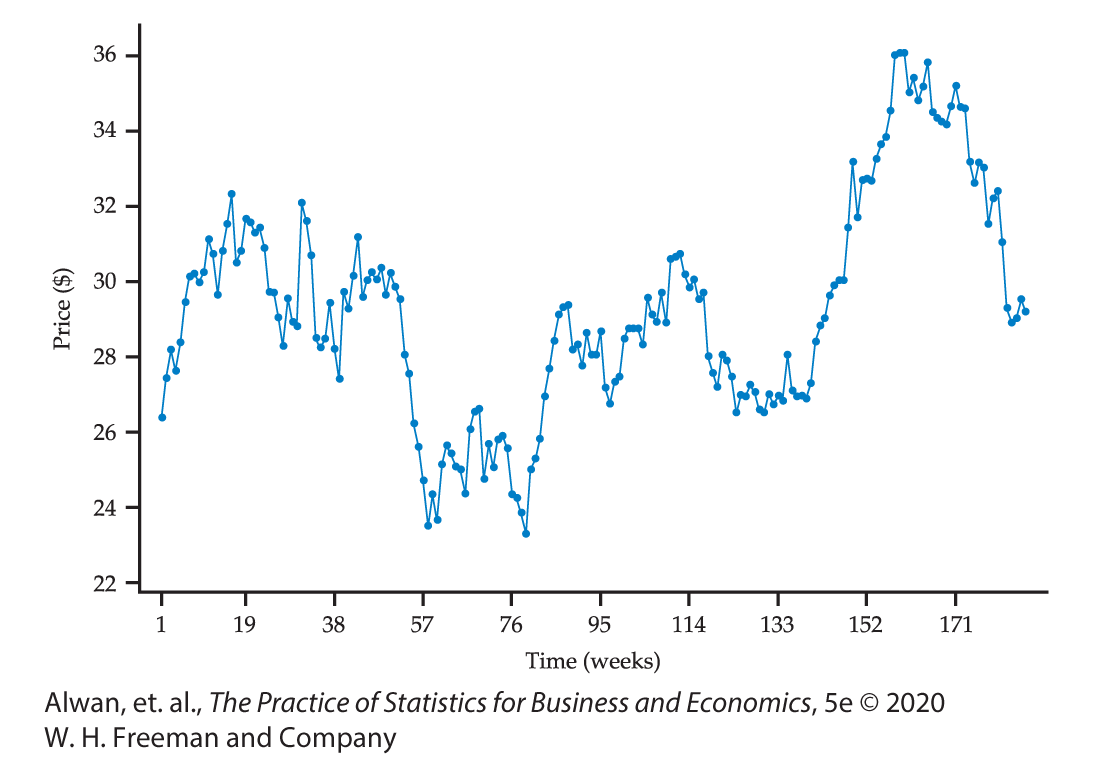 36
34
32
30
28
26
24
22
Price ($)
1 19 38 57 76 95 114 133 152 171
Time (weeks)
Alwan, et. al., The Practice of Statistics for Business and Economics, 5e © 2020
W. H. Freeman and Company